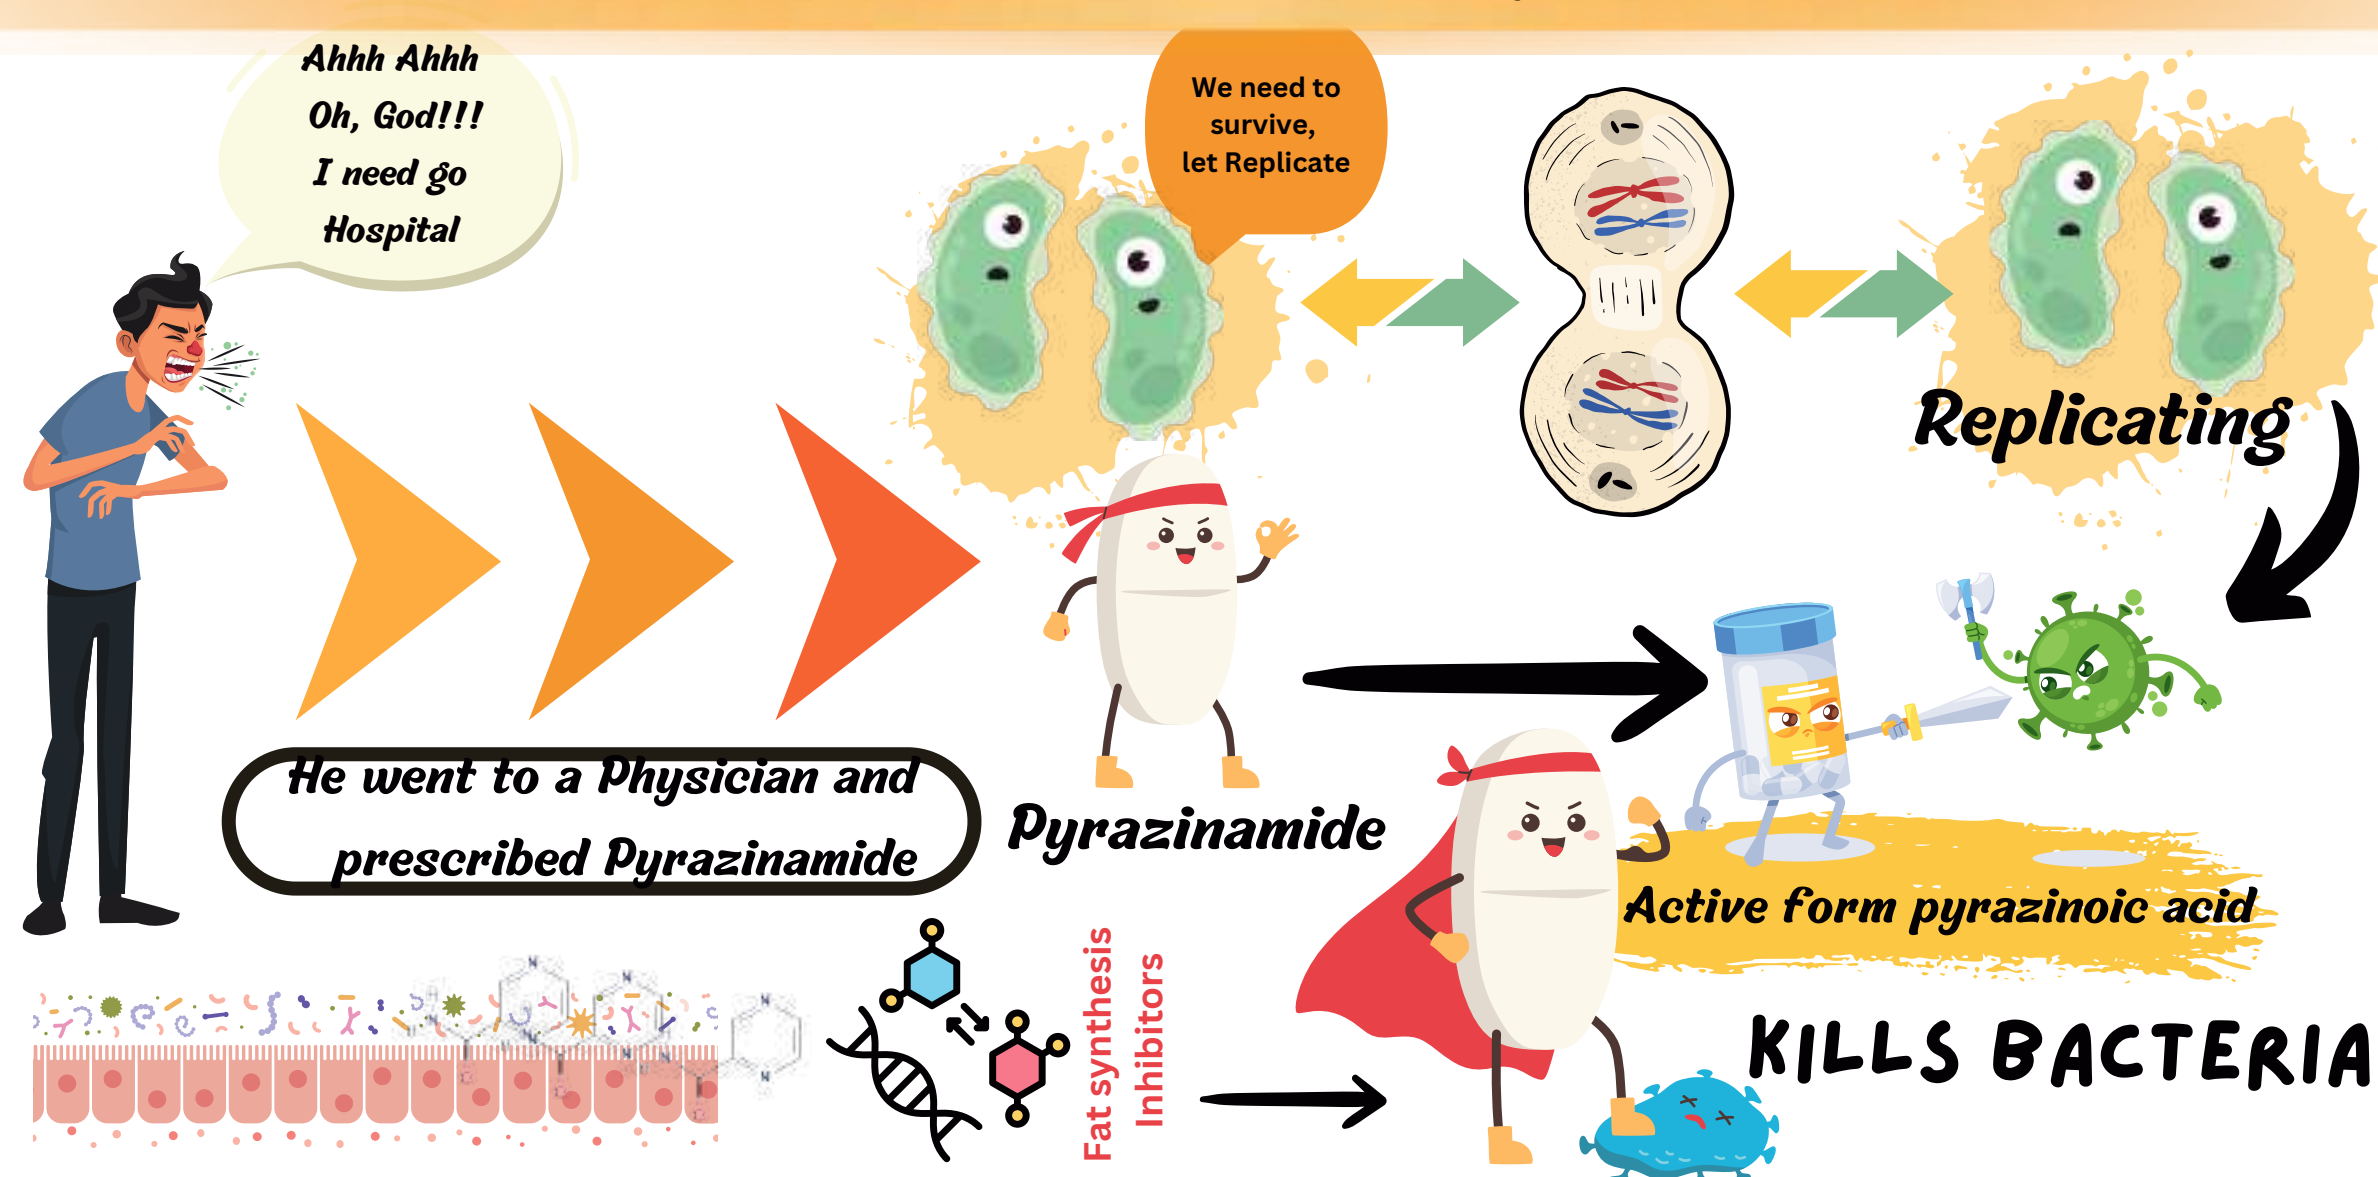 Ahhh Ahhh
Oh, God!!!
I need go
Hospital
We need to
survive,
let Replicate
Replicating
He went to a Physician and
prescribed Pyrazinamide
Pyrazinamide
Active form pyrazinoic acid
Fat synthesis
Inhibitors
KILLS BACTERIA